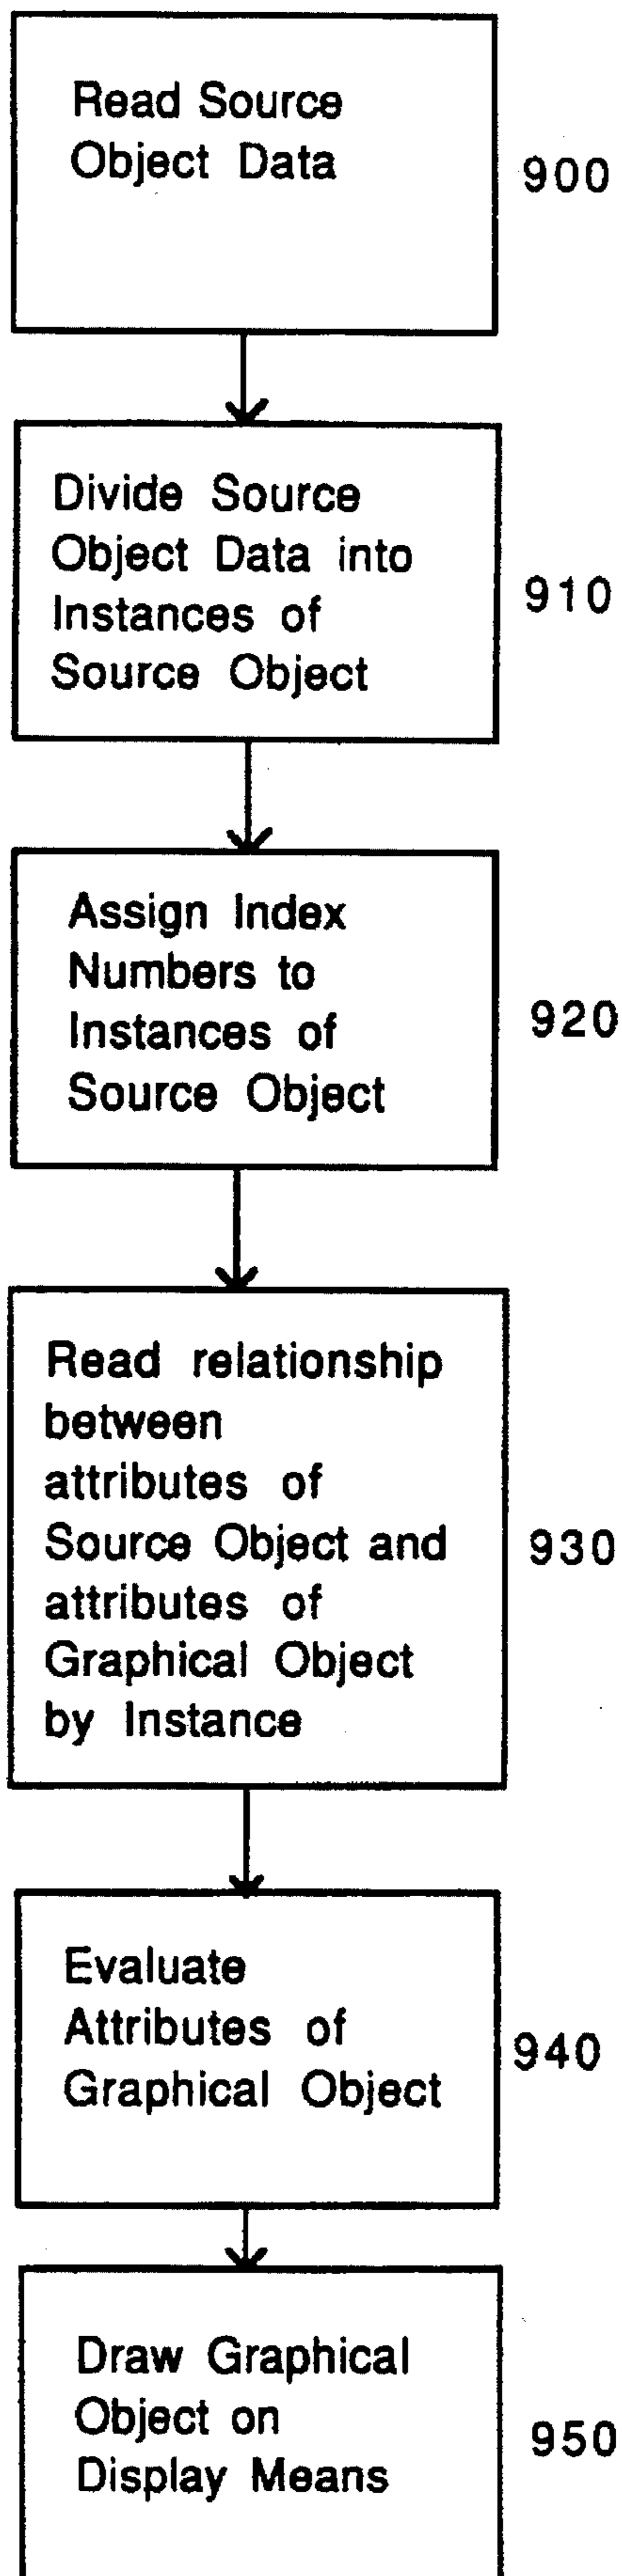 Read Source
Object Data
900
Divide Source
Object Data into
Instances of
Source Object
910
Assign Index
Numbers to
Instances of
Source Object
920
Read relationship
between
attributes of
Source Object and
attributes of
Graphical Object
by Instance
930
Evaluate
Attributes of
Graphical Object
940
Draw Graphical
Object on
Display Means
950